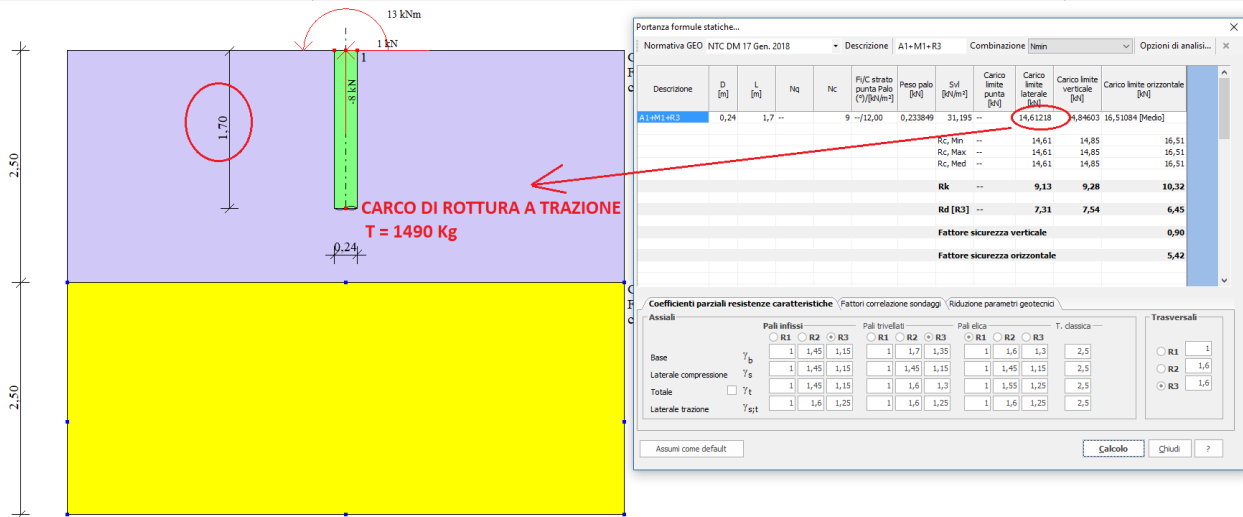 13 kNm
1 kN
1
-8 kN
1,70
2,50
CARCO DI ROTTURA A TRAZIONE
T = 1490 Kg
0,24
2,50
Portanza formule statiche...
Normativa GEO NTC DM 17 Gen. 2018 Descrizione A1+M1+R3 Combinazione Nmin Opzioni di analisi...
Descrizione D [m] L [m] Nq Nc Fi/C strato punta Palo (°)/[kN/m²] Peso palo [kN] Svl [kN/m²] Carico limite punta [kN] Carico limite laterale [kN] Carico limite verticale [kN] Carico limite orizzontale [kN]
A1+M1+R3 0,24 1,7 -- 9 --/12,00 0,233849 31,195 -- 14,61218 14,84603 16,51084 [Medio]
Rc, Min -- 14,61 14,85 16,51
Rc, Max -- 14,61 14,85 16,51
Rc, Med -- 14,61 14,85 16,51
Rk -- 9,13 9,28 10,32
Rd [R3] -- 7,31 7,54 6,45
Fattore sicurezza verticale 0,90
Fattore sicurezza orizzontale 5,42
Coefficienti parziali resistenze caratteristiche Fattori correlazione sondaggi Riduzione parametri geotecnici
Assiali Trasversali
Pali infissi Pali trivellati Pali elica T. classica
R1 R2 R3 R1 R2 R3 R1 R2 R3
Base γb 1 1,45 1,15 1 1,7 1,35 1 1,6 1,3 2,5
Laterale compressione γs 1 1,45 1,15 1 1,45 1,15 1 1,45 1,15 2,5
Totale γt 1 1,45 1,15 1 1,6 1,3 1 1,55 1,25 2,5
Laterale trazione γs;t 1 1,6 1,25 1 1,6 1,25 1 1,6 1,25 2,5
R1 1
R2 1,6
R3 1,6
Assumi come default Calcolo Chiudi ?